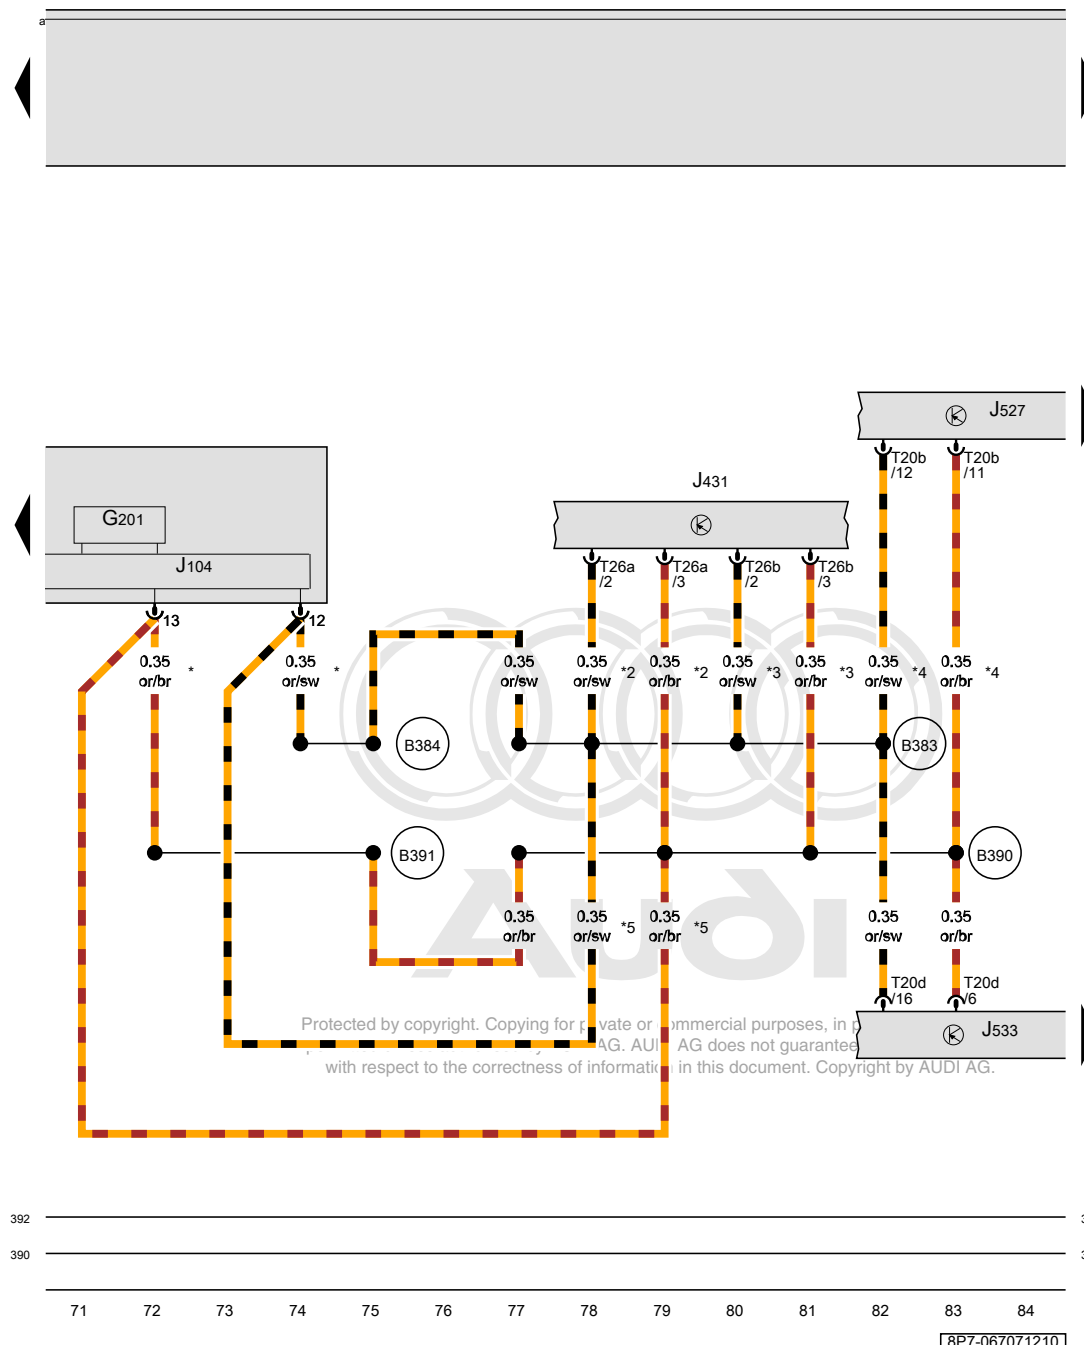 a
J527
T20b
/12
T20b
/11
J431
G201
J104
T26a
/2
T26a
/3
T26b
/2
T26b
/3
13
12
0.35
or/br
*
0.35
or/sw
*
0.35
or/sw
0.35
or/sw
*2
0.35
or/br
*2
0.35
or/sw
*3
0.35
or/br
*3
0.35
or/sw
*4
0.35
or/br
*4
B384
B383
B391
B390
Audi
0.35
or/br
0.35
or/sw
*5
0.35
or/br
*5
0.35
or/sw
0.35
or/br
T20d
/16
T20d
/6
J533
Protected by copyright. Copying for private or commercial purposes, in p
AG. AUDI AG does not guarantee
with respect to the correctness of information in this document. Copyright by AUDI AG.
392
3
390
3
71 72 73 74 75 76 77 78 79 80 81 82 83 84
8P7-067071210